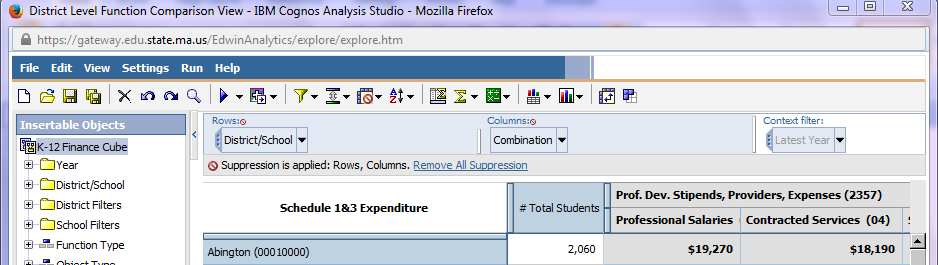 District Level Function Comparison View - IBM Cognos Analysis Studio - Mozilla Firefox
https://gateway.edu.state.ma.us/EdwinAnalytics/explore/explore.htm
File Edit View Settings Run Help
Insertable Objects
K-12 Finance Cube
Year
District/School
District Filters
School Filters
Function Type
Rows:
District/School
Columns:
Combination
Context filter:
Latest Year
Suppression is applied: Rows, Columns. Remove All Suppression
Schedule 1&3 Expenditure
# Total Students
Prof. Dev. Stipends, Providers, Expenses (2357)
Professional Salaries
Contracted Services (04)
Abington (00010000) 2,060 $19,270 $18,190